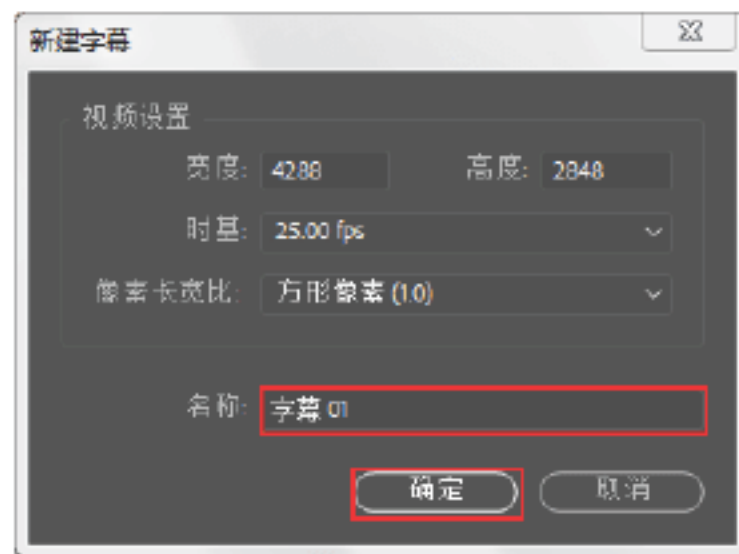 新建字幕
视频设置
宽度: 4288 高度: 2848
时基: 25.00 fps
像素长宽比: 方形像素 (1.0)
名称: 字幕 01
确定 取消